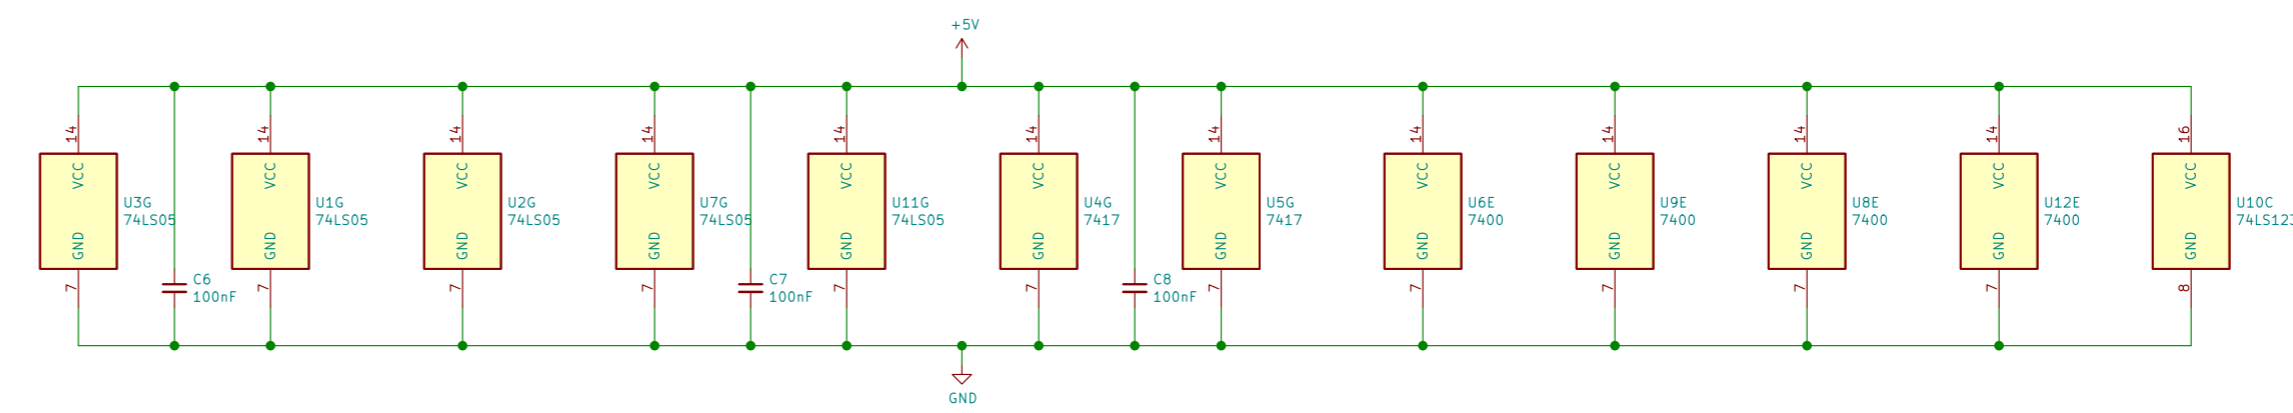 +5V
14 14 14 14 14 14 14 14 14 14 14 16
VCC VCC VCC VCC VCC VCC VCC VCC VCC VCC VCC VCC
U3G U1G U2G U7G U11G U4G U5G U6E U9E U8E U12E U10C
74LS05 74LS05 74LS05 74LS05 74LS05 7417 7417 7400 7400 7400 7400 74LS123
GND GND GND GND GND GND GND GND GND GND GND GND
7 C6 7 7 7 C7 7 7 C8 7 7 7 7 7 8
100nF 100nF 100nF
GND